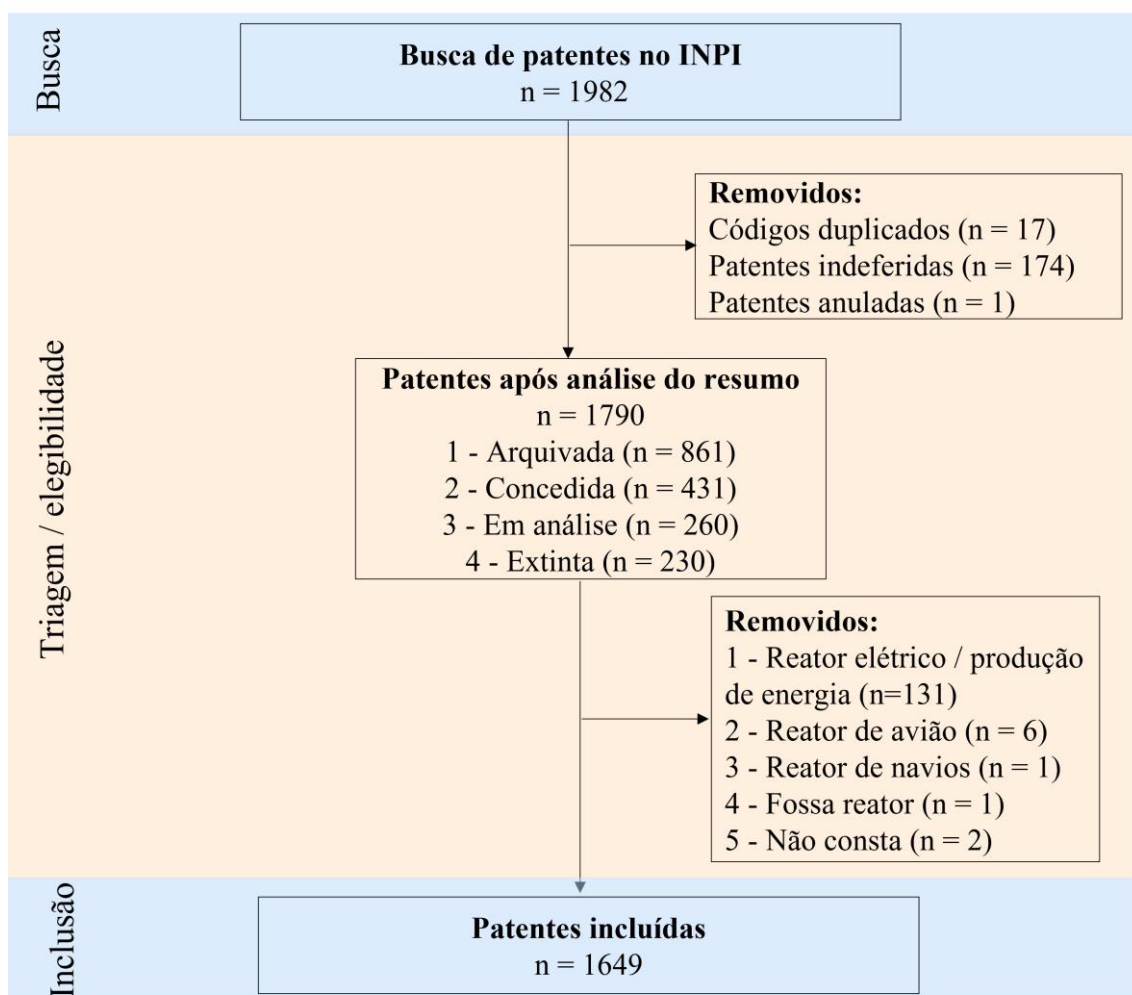 Busca
Busca de patentes no INPI
n = 1982
Triagem / elegibilidade
Removidos:
Códigos duplicados (n = 17)
Patentes indeferidas (n = 174)
Patentes anuladas (n = 1)
Patentes após análise do resumo
n = 1790
1 - Arquivada (n = 861)
2 - Concedida (n = 431)
3 - Em análise (n = 260)
4 - Extinta (n = 230)
Removidos:
1 - Reator elétrico / produção
de energia (n=131)
2 - Reator de avião (n = 6)
3 - Reator de navios (n = 1)
4 - Fossa reator (n = 1)
5 - Não consta (n = 2)
Inclusão
Patentes incluídas
n = 1649